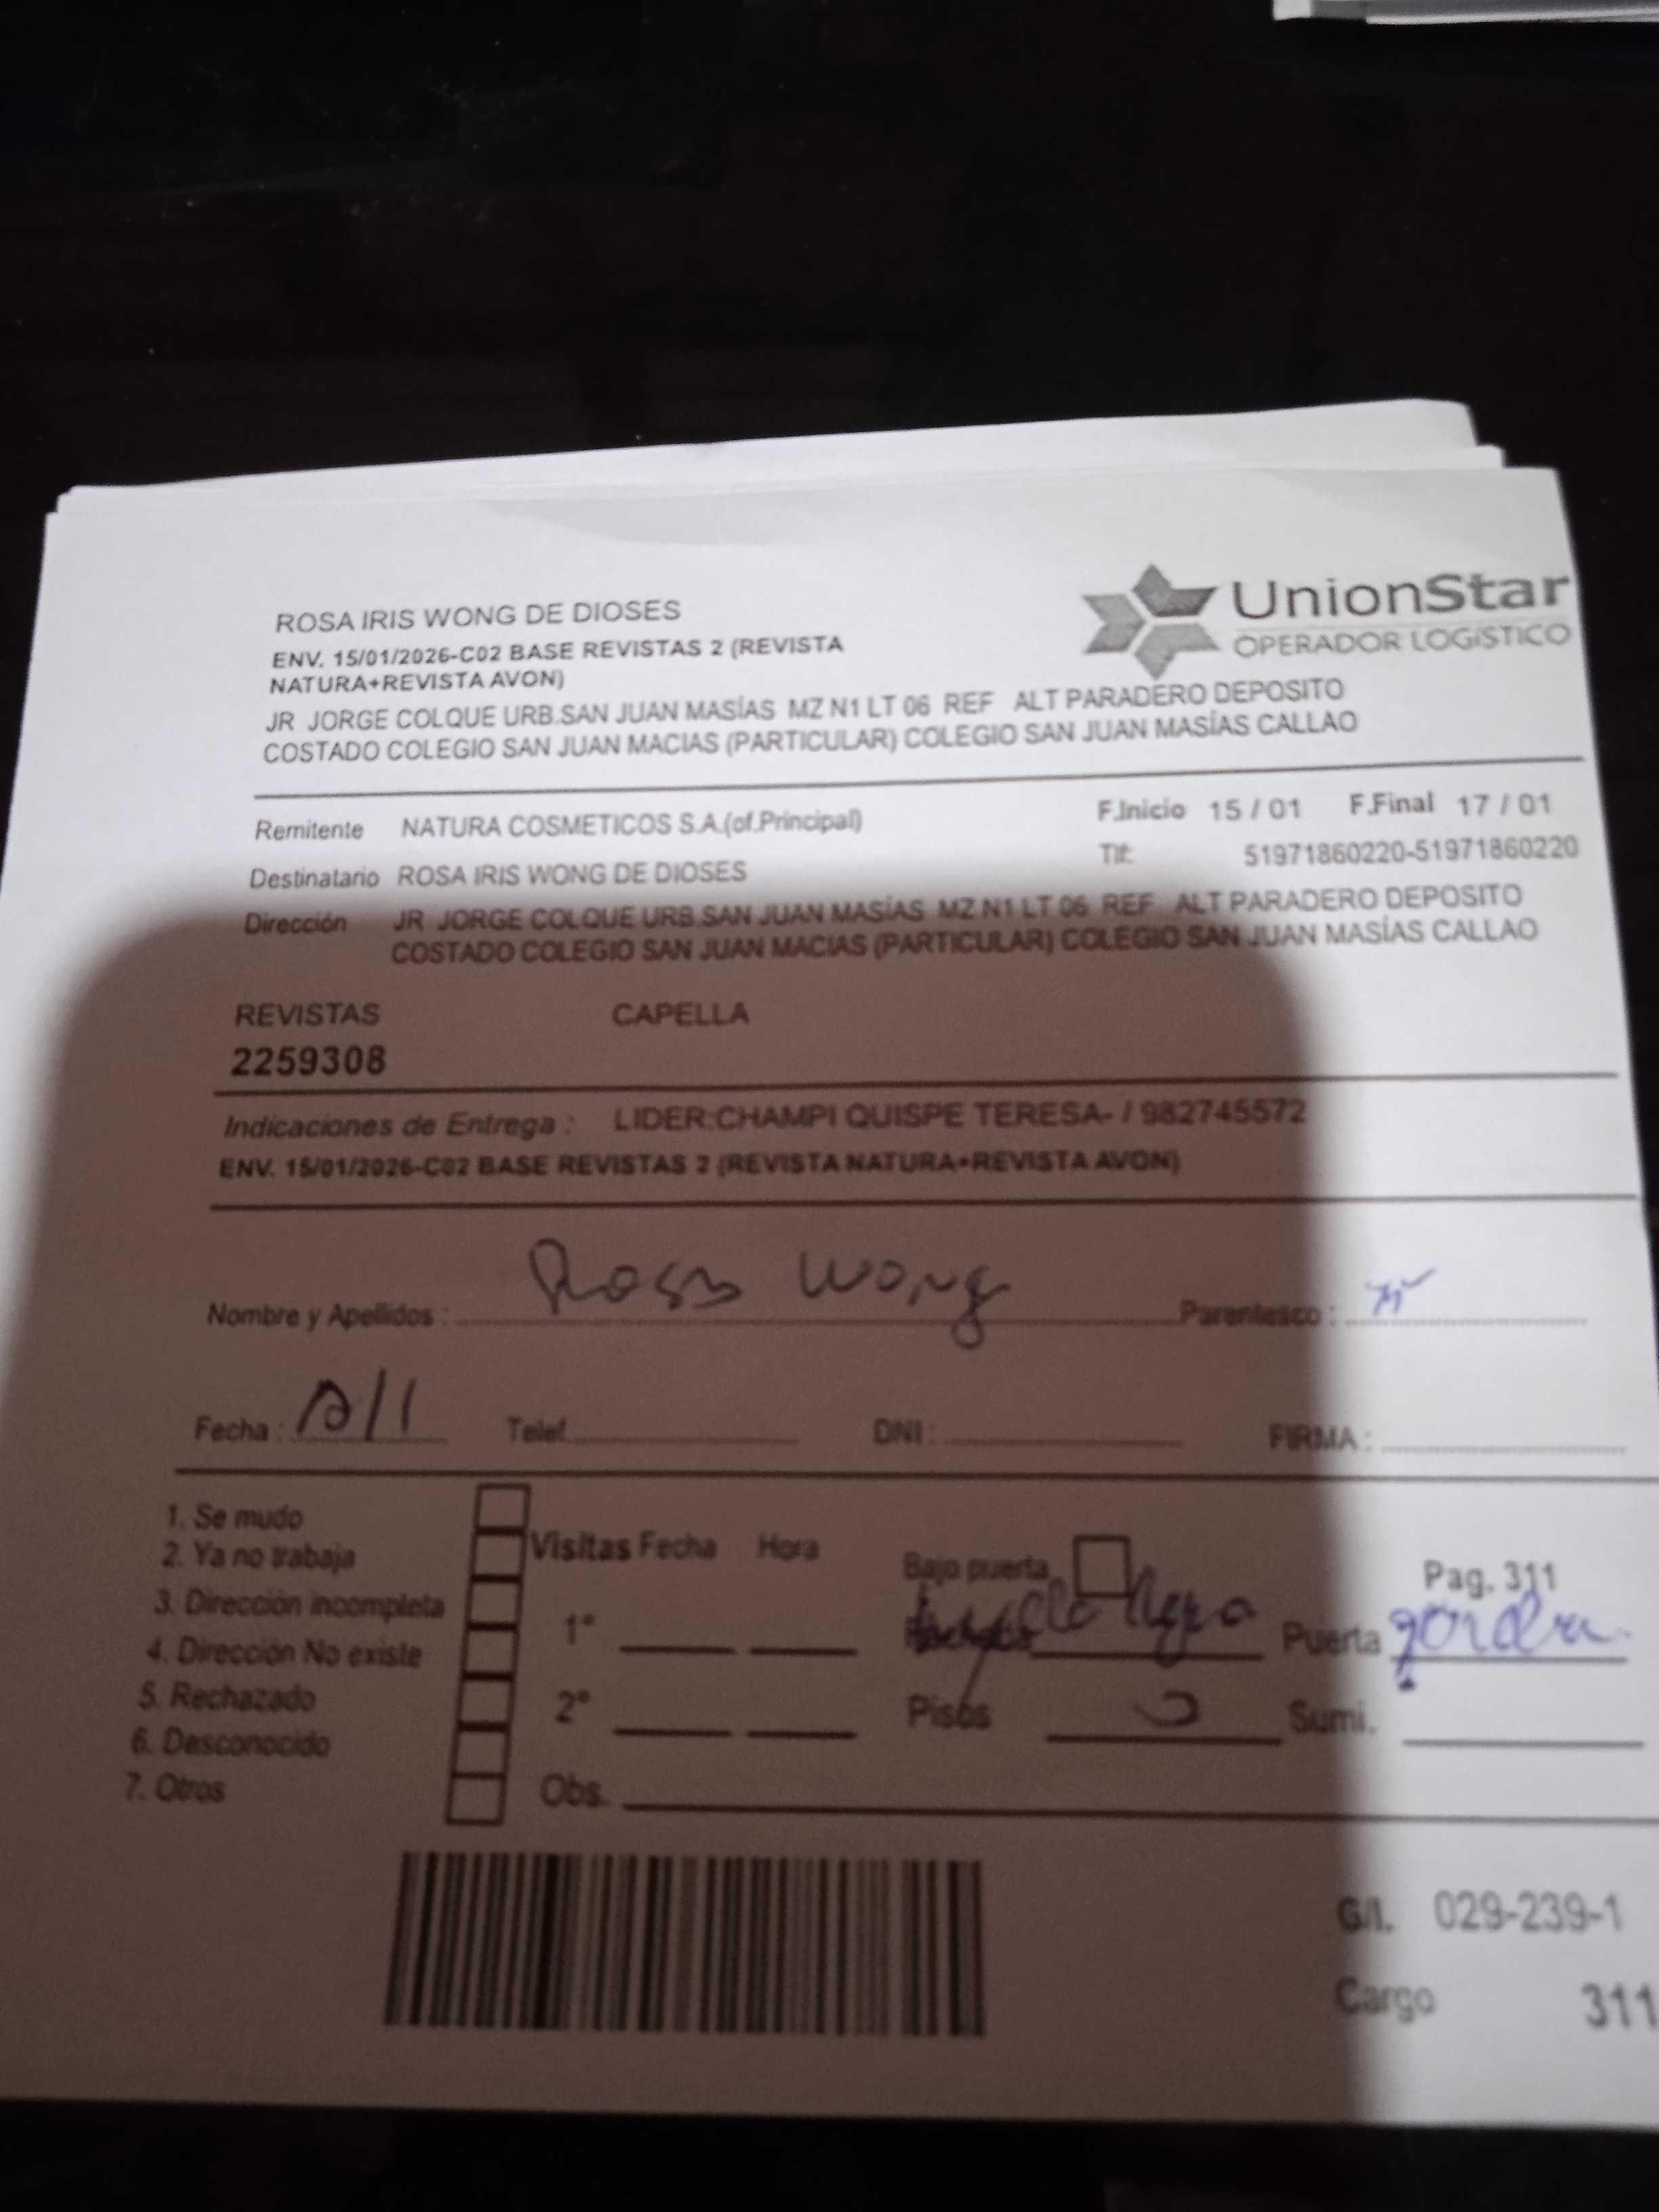 UnionStar
OPERADOR LOGÍSTICO
ROSA IRIS WONG DE DIOSES
ENV. 15/01/2026-C02 BASE REVISTAS 2 (REVISTA
NATURA+REVISTA AVON)
JR JORGE COLQUE URB.SAN JUAN MASÍAS MZ N1 LT 06 REF ALT PARADERO DEPOSITO
COSTADO COLEGIO SAN JUAN MACIAS (PARTICULAR) COLEGIO SAN JUAN MASÍAS CALLAO
Remitente NATURA COSMETICOS S.A.(of.Principal) F.Inicio 15 / 01 F.Final 17 / 01
Destinatario ROSA IRIS WONG DE DIOSES Tlf: 51971860220-51971860220
Dirección JR JORGE COLQUE URB.SAN JUAN MASÍAS MZ N1 LT 06 REF ALT PARADERO DEPOSITO
COSTADO COLEGIO SAN JUAN MACIAS (PARTICULAR) COLEGIO SAN JUAN MASÍAS CALLAO
REVISTAS CAPELLA
2259308
Indicaciones de Entrega : LIDER:CHAMPI QUISPE TERESA- / 982745572
ENV. 15/01/2026-C02 BASE REVISTAS 2 (REVISTA NATURA+REVISTA AVON)
Nombre y Apellidos : Rosa Wong Parentesco :
Fecha : Telef. DNI : FIRMA :
1. Se mudo
2. Ya no trabaja
3. Dirección incompleta
4. Dirección No existe
5. Rechazado
6. Desconocido
7. Otros
Visitas Fecha Hora
1°
2°
Obs.
Bajo puerta
Pag. 311
Puerta
Pisos
Sumi.
G/I. 029-239-1
Cargo 311